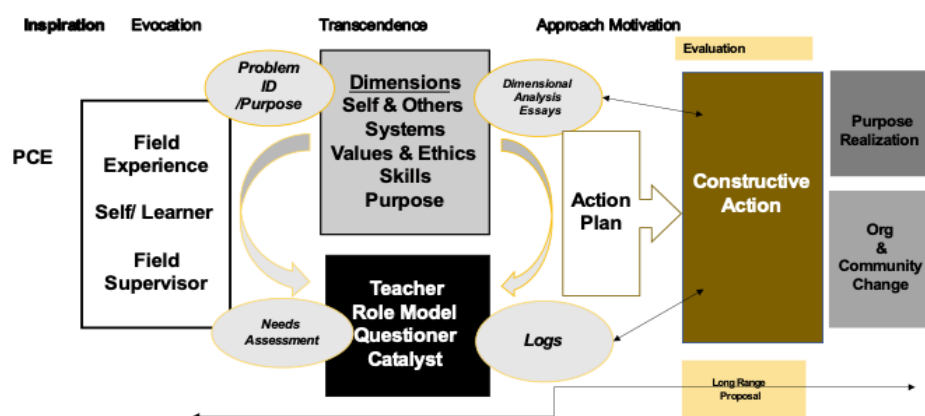 Inspiration
Evocation
Transcendence
Approach Motivation
Evaluation
Problem
ID
/Purpose
Dimensions
Self & Others
Systems
Values & Ethics
Skills
Purpose
Dimensional
Analysis
Essays
PCE
Field
Experience
Self/ Learner
Field
Supervisor
Action
Plan
Constructive
Action
Purpose
Realization
Org
&
Community
Change
Needs
Assessment
Teacher
Role Model
Questioner
Catalyst
Logs
Long Range
Proposal